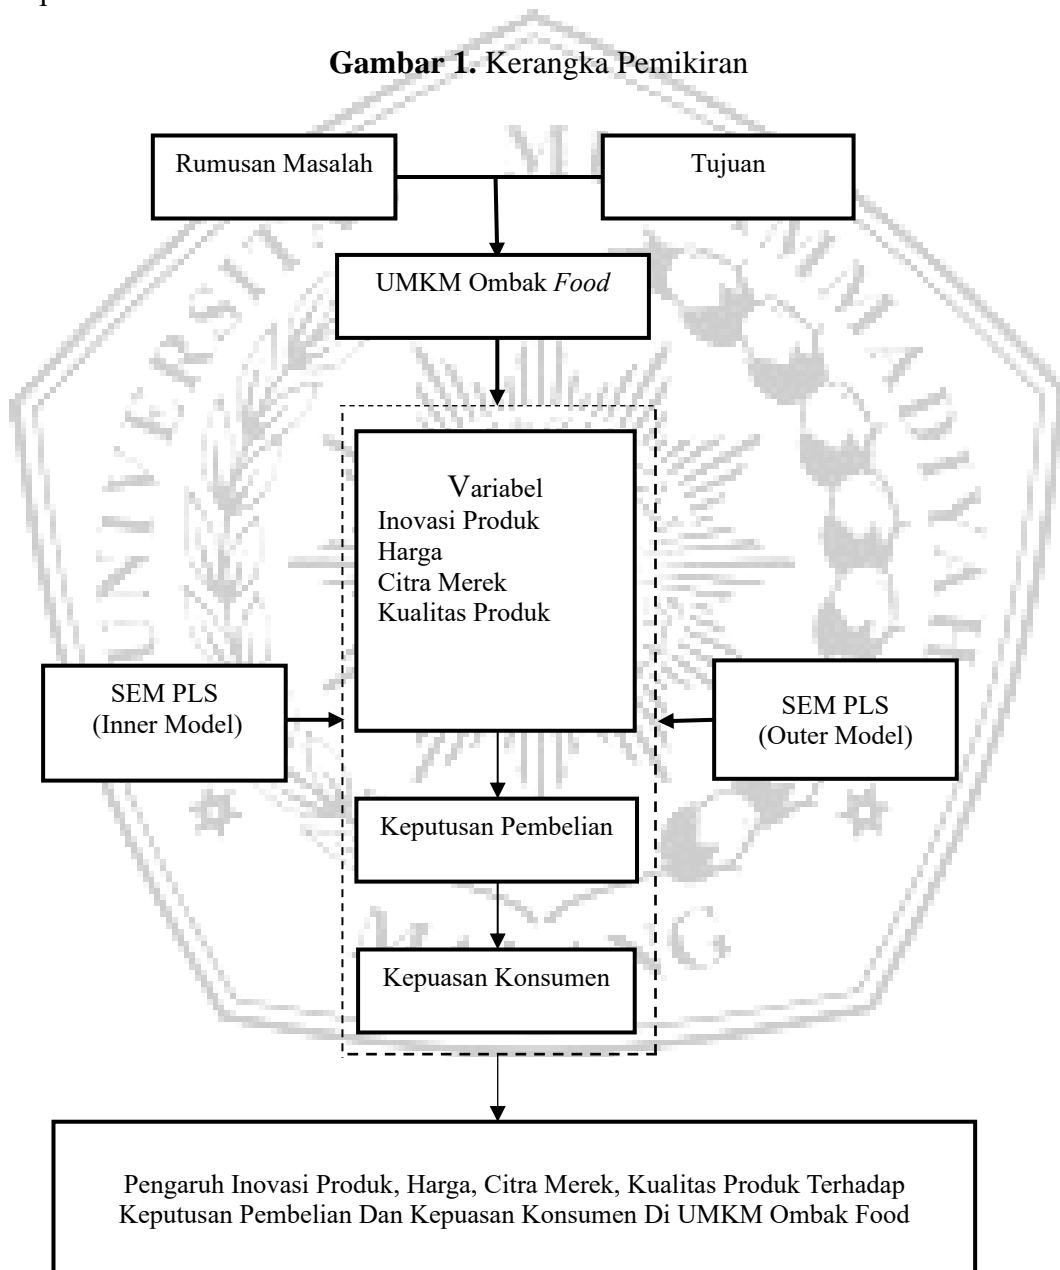 Gambar 1. Kerangka Pemikiran
Rumusan Masalah
Tujuan
UMKM Ombak Food
Variabel
Inovasi Produk
Harga
Citra Merek
Kualitas Produk
SEM PLS
(Inner Model)
SEM PLS
(Outer Model)
Keputusan Pembelian
Kepuasan Konsumen
Pengaruh Inovasi Produk, Harga, Citra Merek, Kualitas Produk Terhadap
Keputusan Pembelian Dan Kepuasan Konsumen Di UMKM Ombak Food